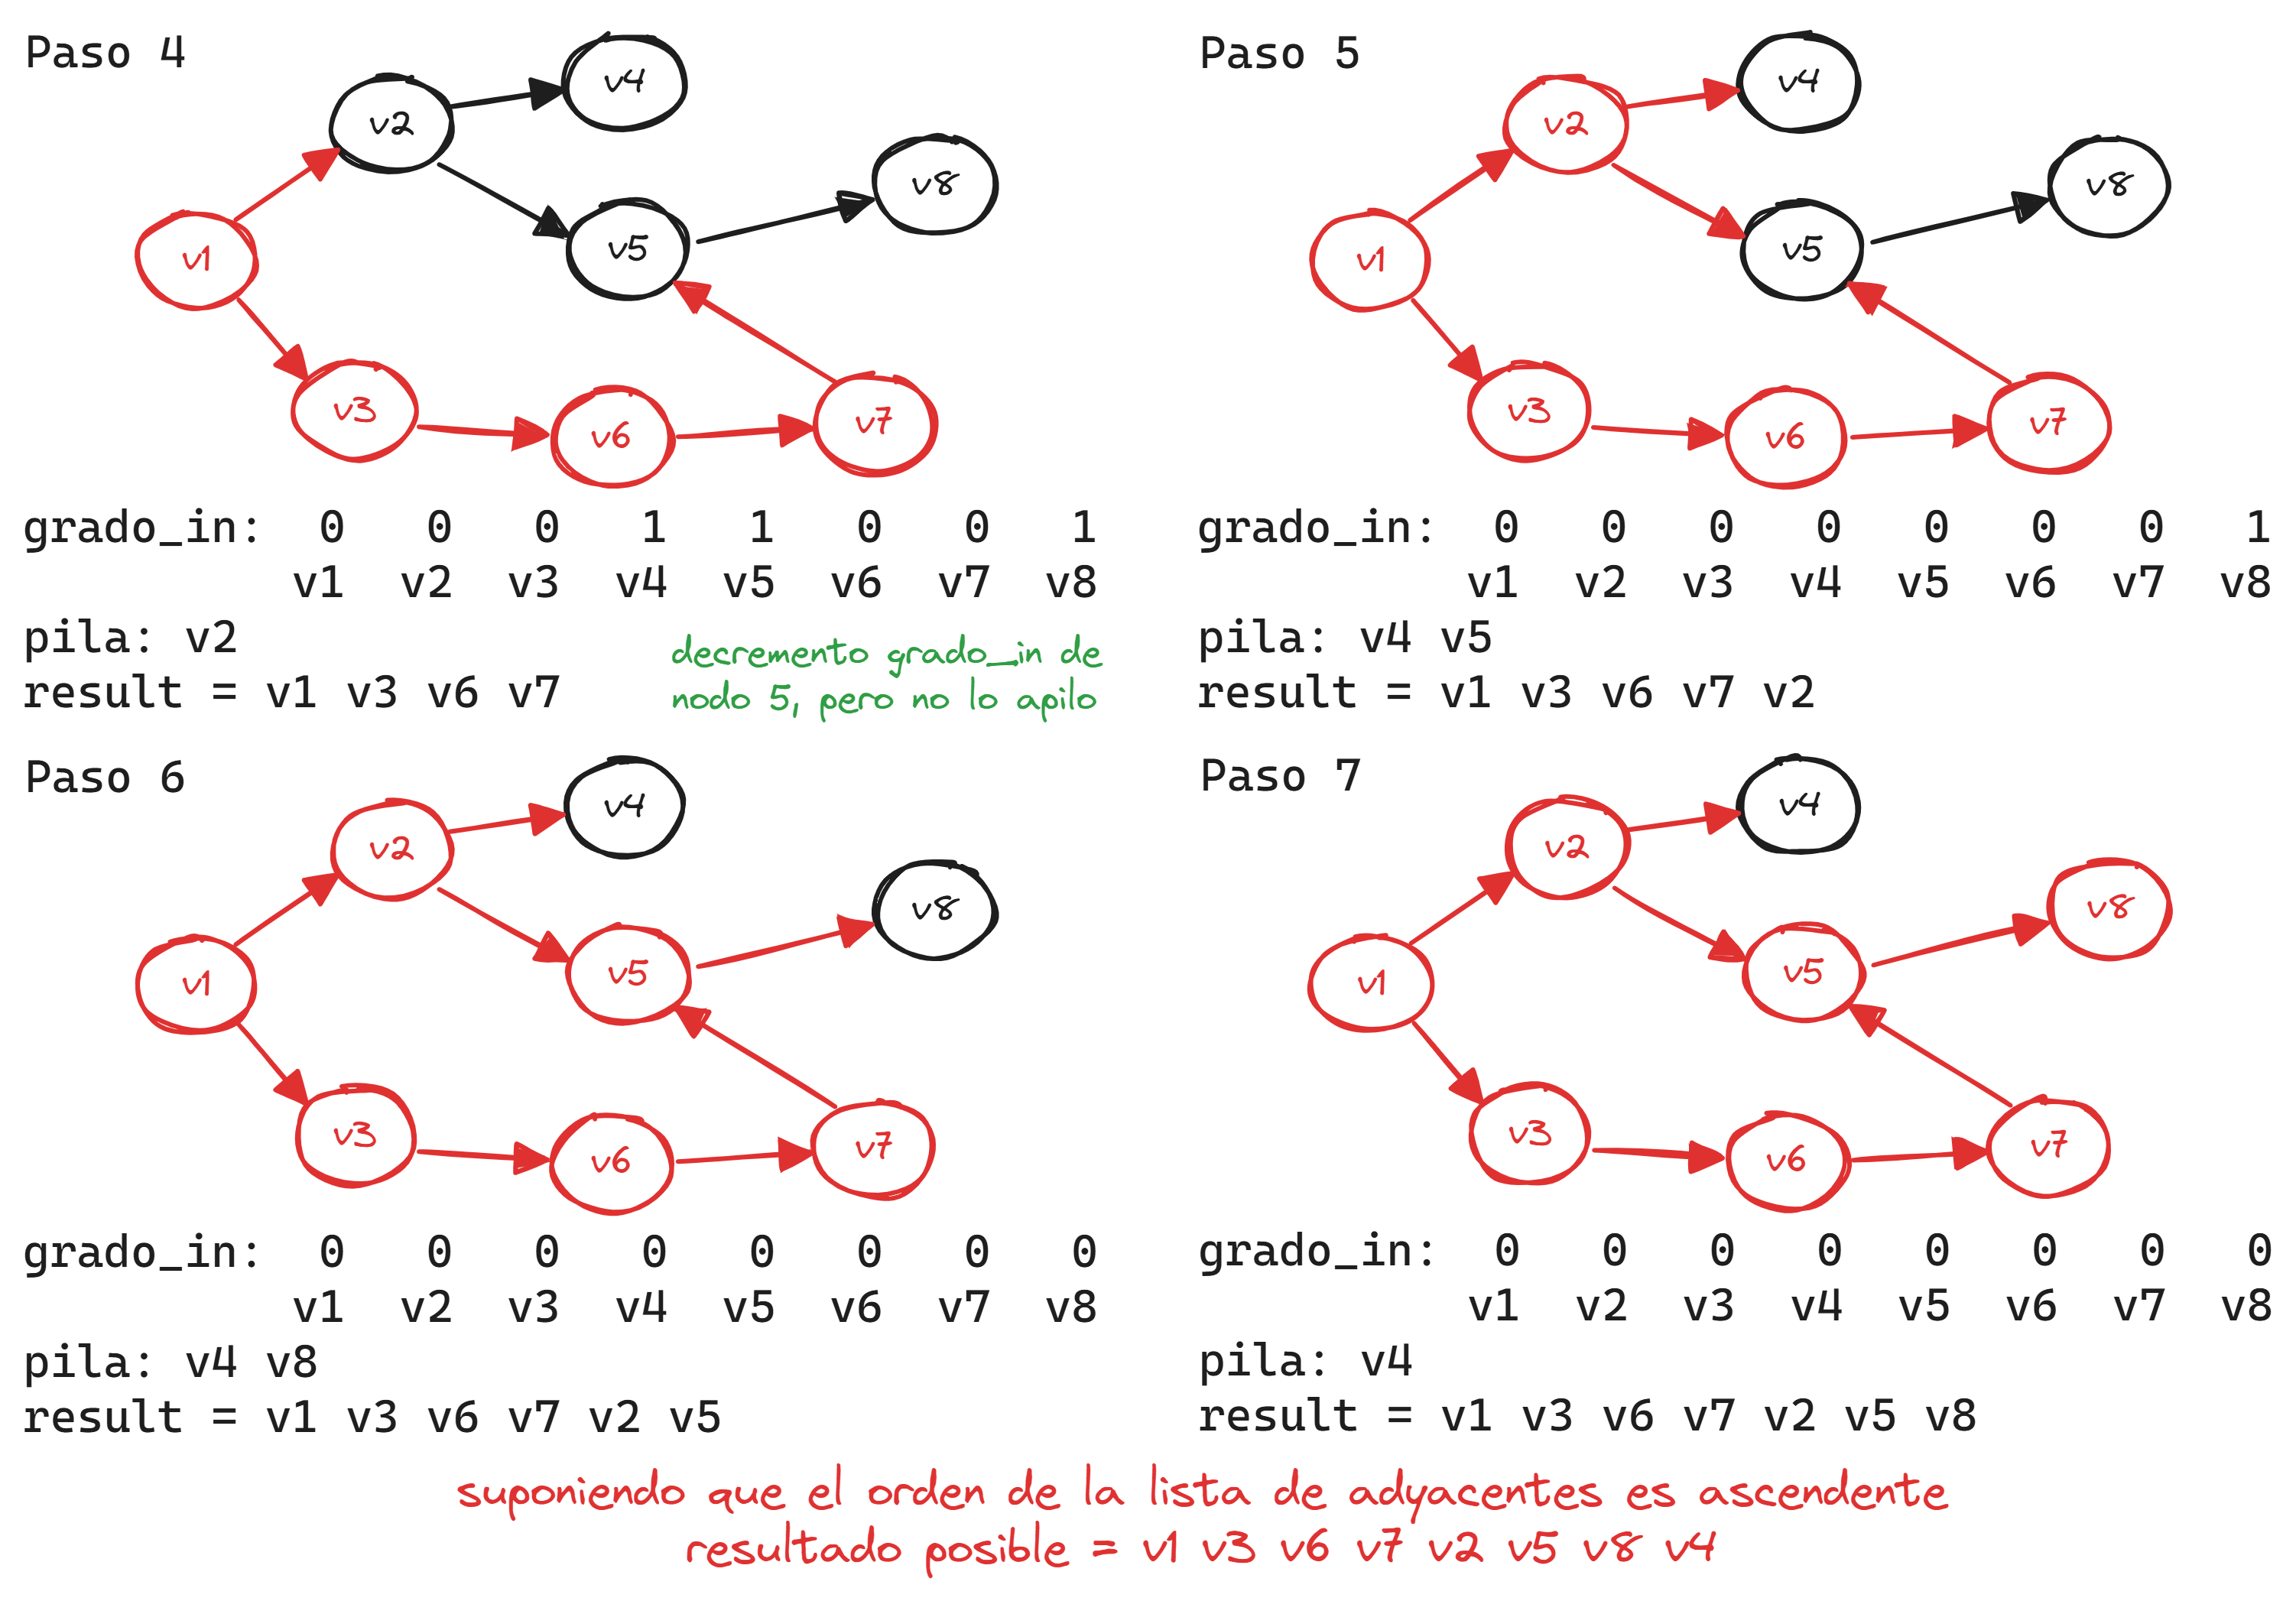 Paso 4
v2 v4
v8
v5
v1
v3 v6 v7
grado_in: 0 0 0 1 1 0 0 1
v1 v2 v3 v4 v5 v6 v7 v8
pila: v2
result = v1 v3 v6 v7
decremento grado_in de
nodo 5, pero no lo apilo
Paso 5
v2 v4
v8
v5
v1
v3 v6 v7
grado_in: 0 0 0 0 0 0 0 1
v1 v2 v3 v4 v5 v6 v7 v8
pila: v4 v5
result = v1 v3 v6 v7 v2
Paso 6
v2 v4
v8
v5
v1
v3 v6 v7
grado_in: 0 0 0 0 0 0 0 0
v1 v2 v3 v4 v5 v6 v7 v8
pila: v4 v8
result = v1 v3 v6 v7 v2 v5
Paso 7
v2 v4
v8
v5
v1
v3 v6 v7
grado_in: 0 0 0 0 0 0 0 0
v1 v2 v3 v4 v5 v6 v7 v8
pila: v4
result = v1 v3 v6 v7 v2 v5 v8
suponiendo que el orden de la lista de adyacentes es ascendente
resultado posible = v1 v3 v6 v7 v2 v5 v8 v4